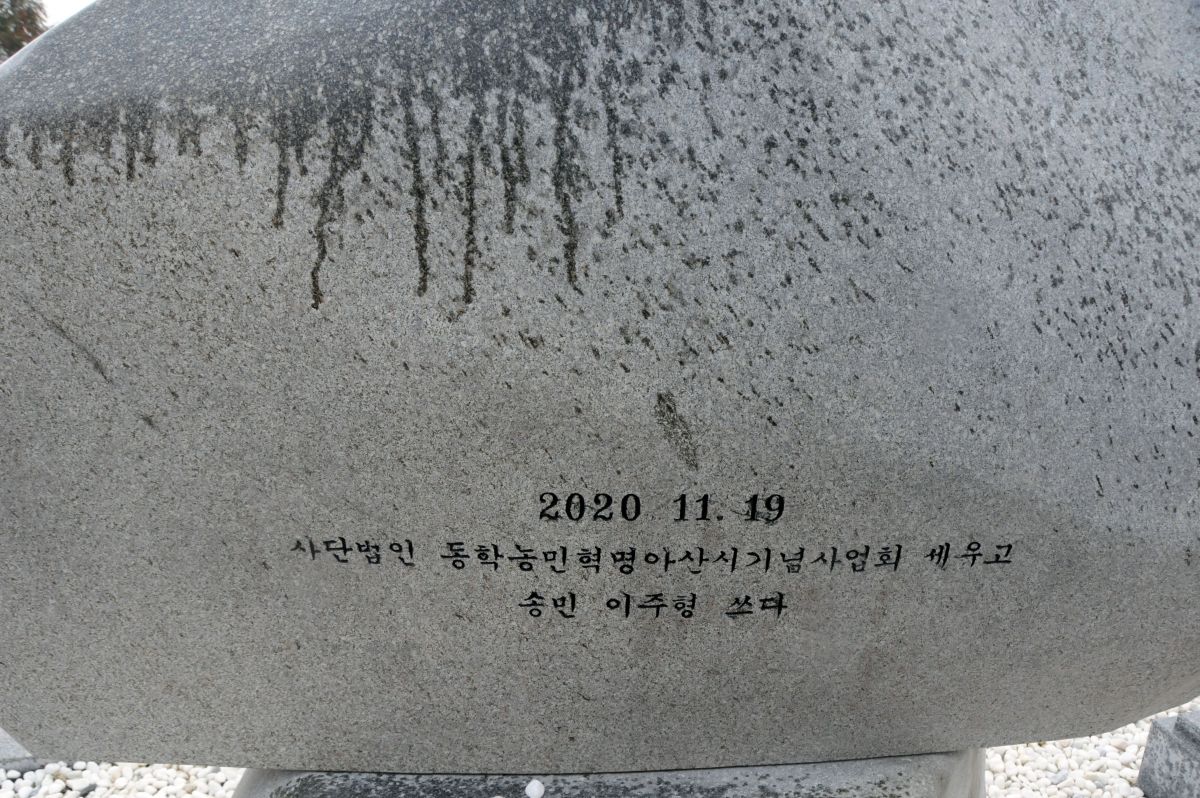 2020 11. 19
사단법인 동학농민혁명아산시기념사업회 세우고
송민 이주형 쓰다